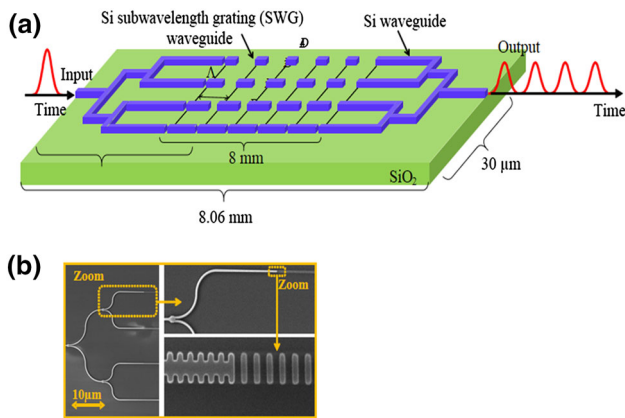 (a)
Si subwavelength grating (SWG)
waveguide
Si waveguide
Input
Output
Time
Λ
Time
8 mm
30 µm
SiO2
8.06 mm
(b)
Zoom
Zoom
10µm